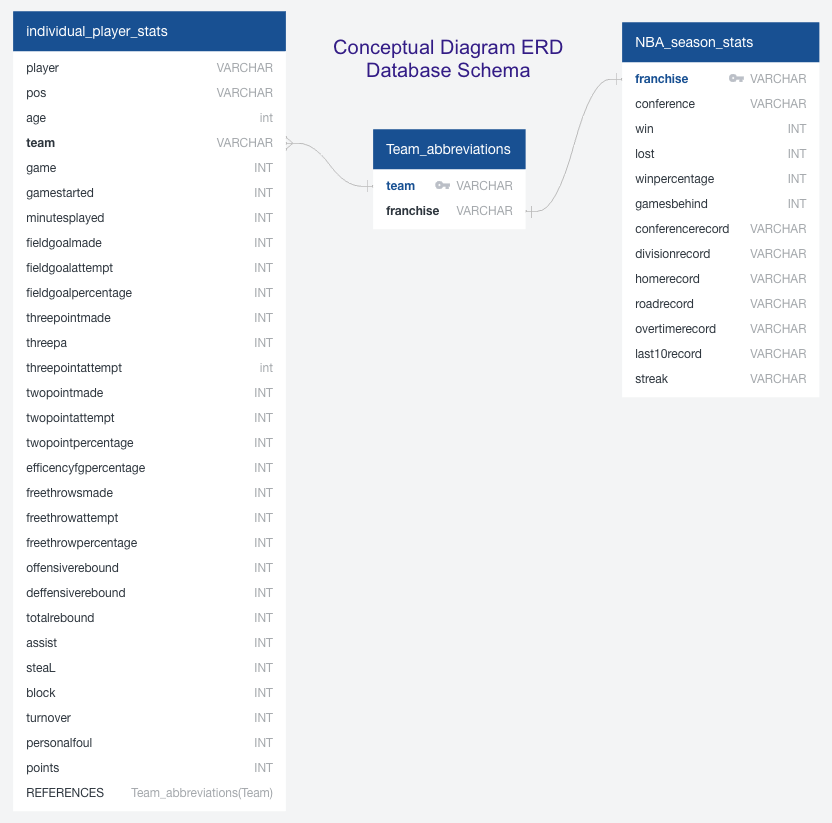 individual_player_stats
player VARCHAR
pos VARCHAR
age int
team VARCHAR
game INT
gamestarted INT
minutesplayed INT
fieldgoalmade INT
fieldgoalattempt INT
fieldgoalpercentage INT
threepointmade INT
threepa INT
threepointattempt int
twopointmade INT
twopointattempt INT
twopointpercentage INT
efficencyfgpercentage INT
freethrowsmade INT
freethrowattempt INT
freethrowpercentage INT
offensiverebound INT
deffensiverebound INT
totalrebound INT
assist INT
steaL INT
block INT
turnover INT
personalfoul INT
points INT
REFERENCES Team_abbreviations(Team)
Conceptual Diagram ERD
Database Schema
Team_abbreviations
team VARCHAR
franchise VARCHAR
NBA_season_stats
franchise VARCHAR
conference VARCHAR
win INT
lost INT
winpercentage INT
gamesbehind INT
conferencerecord VARCHAR
divisionrecord VARCHAR
homerecord VARCHAR
roadrecord VARCHAR
overtimerecord VARCHAR
last10record VARCHAR
streak VARCHAR